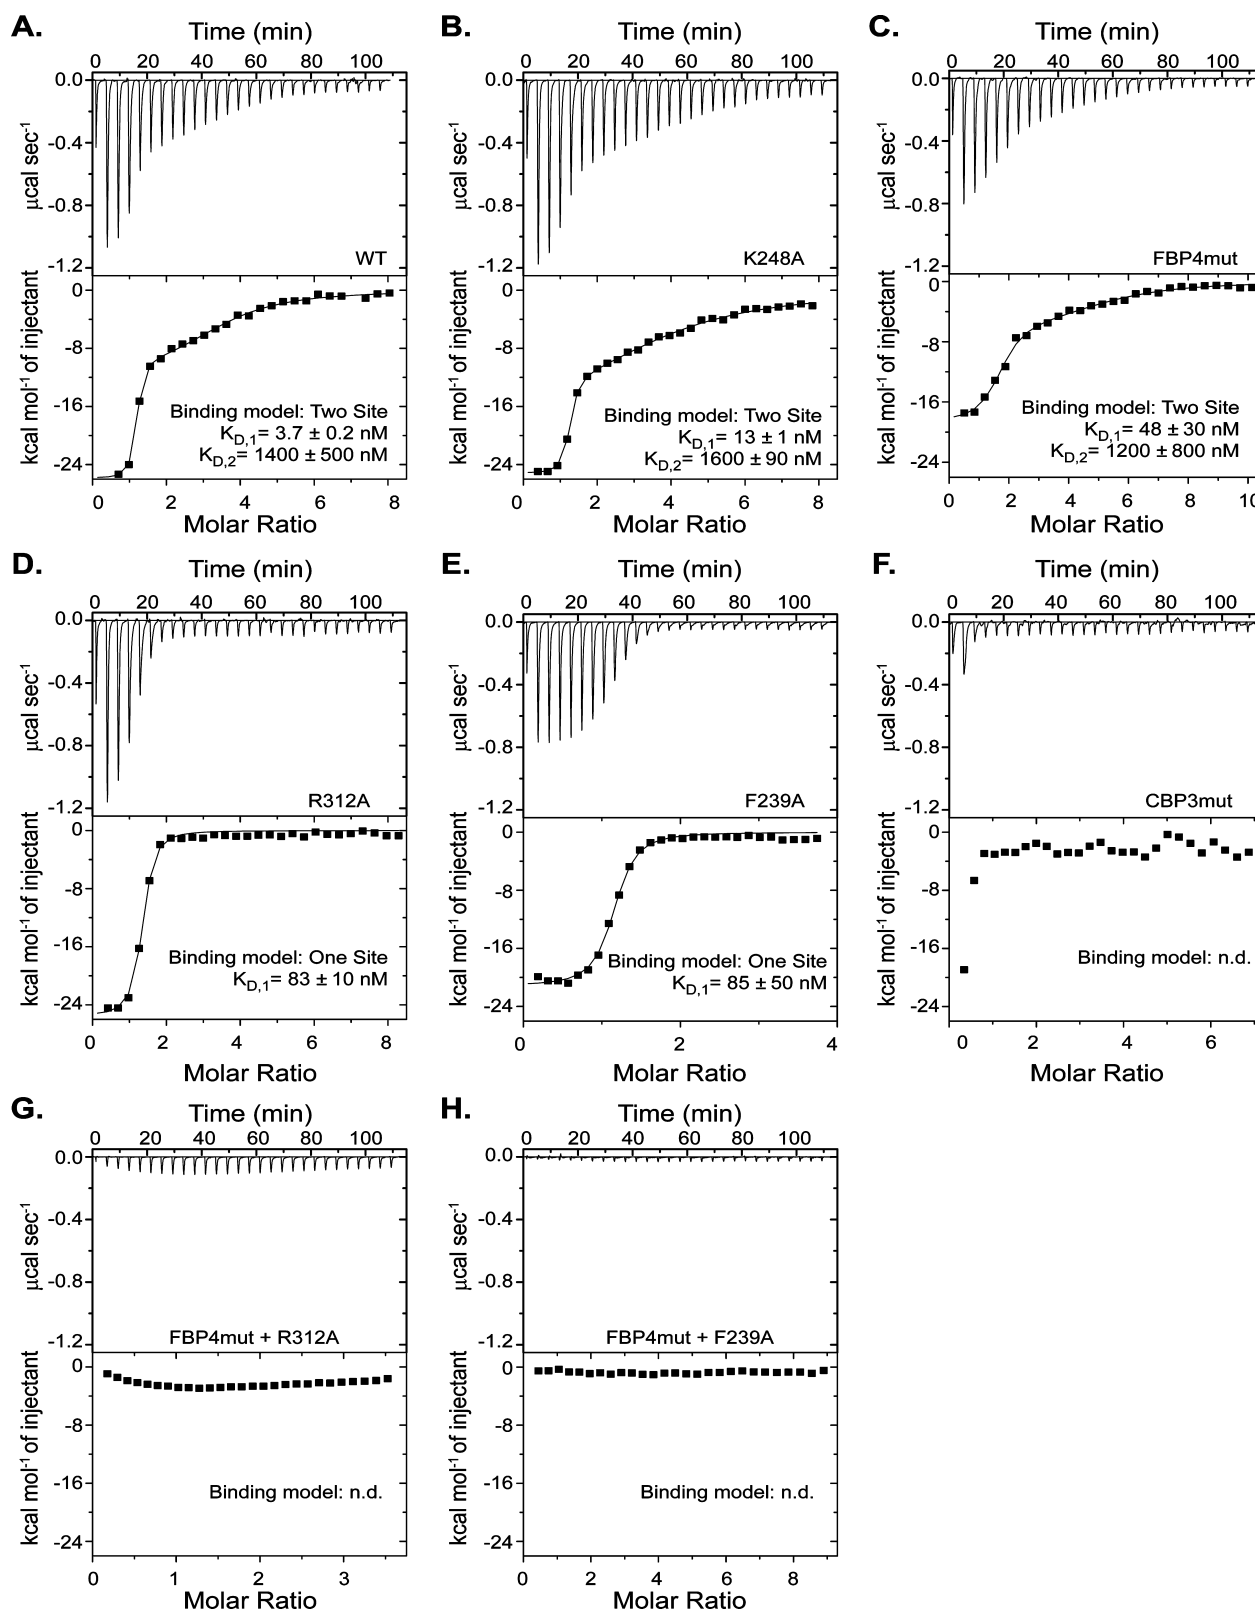 A.
Time (min)
0 20 40 60 80 100
0.0
-0.4
-0.8
-1.2
µcal sec⁻¹
WT
0
-8
-16
-24
kcal mol⁻¹ of injectant
Binding model: Two Site
K_D,1= 3.7 ± 0.2 nM
K_D,2= 1400 ± 500 nM
0 2 4 6 8
Molar Ratio
B.
Time (min)
0 20 40 60 80 100
0.0
-0.4
-0.8
-1.2
µcal sec⁻¹
K248A
0
-8
-16
-24
kcal mol⁻¹ of injectant
Binding model: Two Site
K_D,1= 13 ± 1 nM
K_D,2= 1600 ± 90 nM
0 2 4 6 8
Molar Ratio
C.
Time (min)
0 20 40 60 80 100
0.0
-0.4
-0.8
-1.2
µcal sec⁻¹
FBP4mut
0
-8
-16
-24
kcal mol⁻¹ of injectant
Binding model: Two Site
K_D,1= 48 ± 30 nM
K_D,2= 1200 ± 800 nM
0 2 4 6 8 10
Molar Ratio
D.
Time (min)
0 20 40 60 80 100
0.0
-0.4
-0.8
-1.2
µcal sec⁻¹
R312A
0
-8
-16
-24
kcal mol⁻¹ of injectant
Binding model: One Site
K_D,1= 83 ± 10 nM
0 2 4 6 8
Molar Ratio
E.
Time (min)
0 20 40 60 80 100
0.0
-0.4
-0.8
-1.2
µcal sec⁻¹
F239A
0
-8
-16
-24
kcal mol⁻¹ of injectant
Binding model: One Site
K_D,1= 85 ± 50 nM
0 2 4
Molar Ratio
F.
Time (min)
0 20 40 60 80 100
0.0
-0.4
-0.8
-1.2
µcal sec⁻¹
CBP3mut
0
-8
-16
-24
kcal mol⁻¹ of injectant
Binding model: n.d.
0 2 4 6
Molar Ratio
G.
Time (min)
0 20 40 60 80 100
0.0
-0.4
-0.8
-1.2
µcal sec⁻¹
FBP4mut + R312A
0
-8
-16
-24
kcal mol⁻¹ of injectant
Binding model: n.d.
0 1 2 3
Molar Ratio
H.
Time (min)
0 20 40 60 80 100
0.0
-0.4
-0.8
-1.2
µcal sec⁻¹
FBP4mut + F239A
0
-8
-16
-24
kcal mol⁻¹ of injectant
Binding model: n.d.
0 2 4 6 8
Molar Ratio